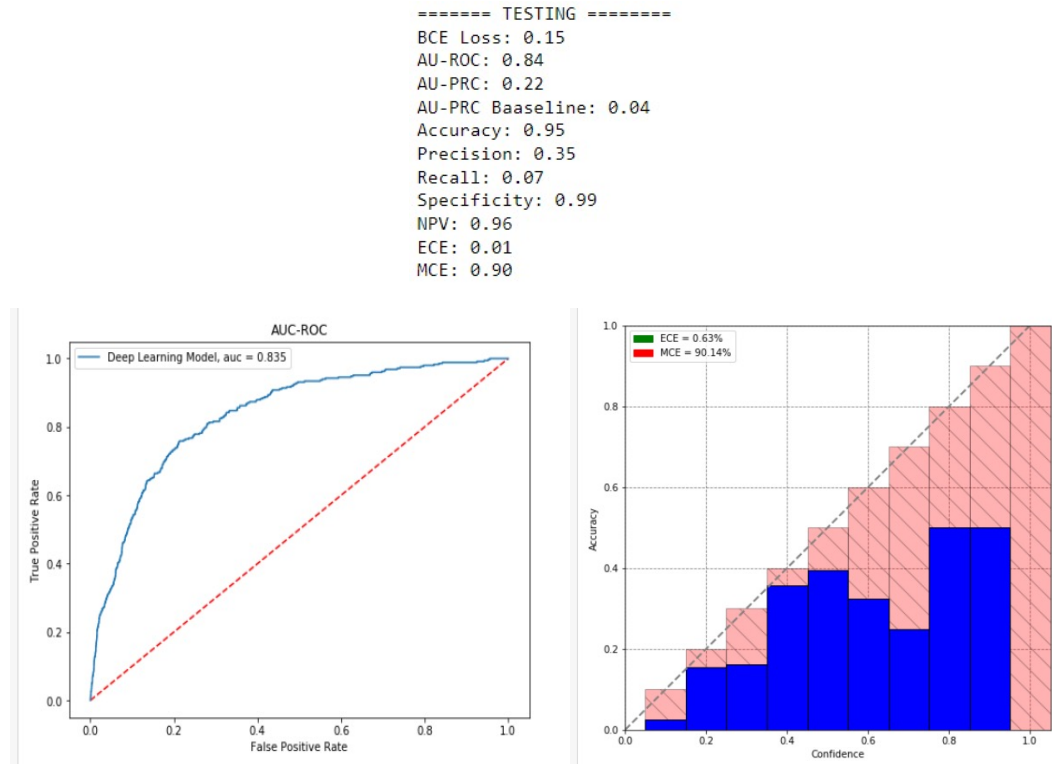 ======= TESTING ========
BCE Loss: 0.15
AU-ROC: 0.84
AU-PRC: 0.22
AU-PRC Baaseline: 0.04
Accuracy: 0.95
Precision: 0.35
Recall: 0.07
Specificity: 0.99
NPV: 0.96
ECE: 0.01
MCE: 0.90
AUC-ROC
Deep Learning Model, auc = 0.835
1.0
0.8
0.6
0.4
0.2
0.0
True Positive Rate
0.0 0.2 0.4 0.6 0.8 1.0
False Positive Rate
ECE = 0.63%
MCE = 90.14%
1.0
0.8
0.6
0.4
0.2
0.0
Accuracy
0.0 0.2 0.4 0.6 0.8 1.0
Confidence